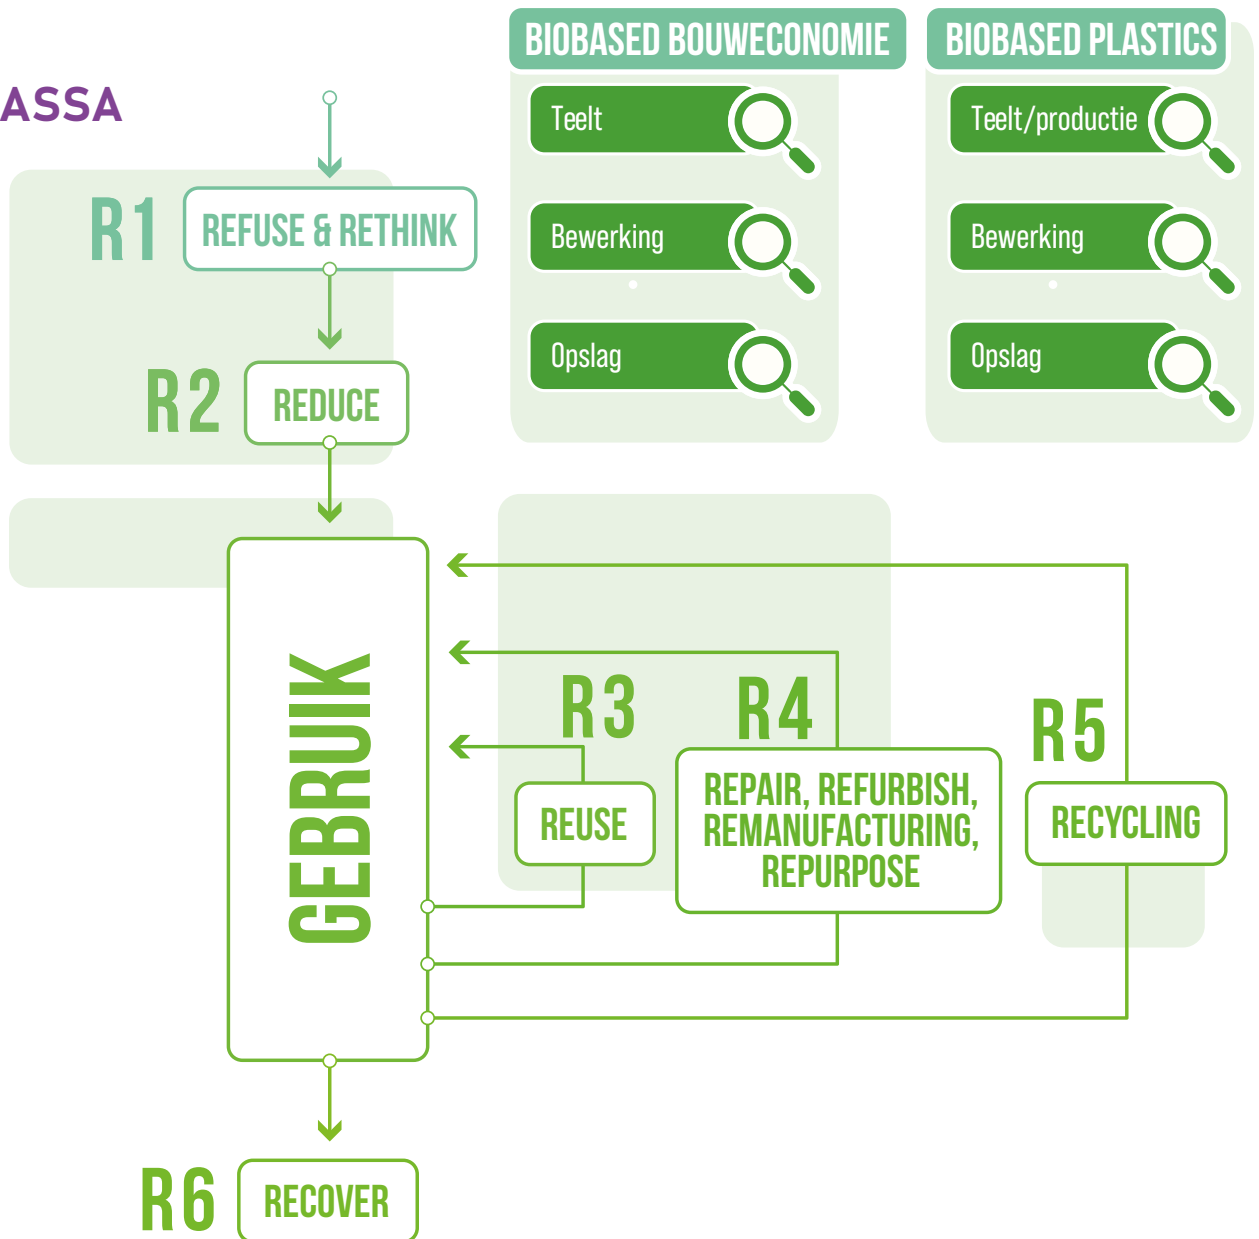 BIOBASED BOUWECONOMIE
Teelt
Bewerking
Opslag
BIOBASED PLASTICS
Teelt/productie
Bewerking
Opslag
ASSA
R1
REFUSE & RETHINK
R2
REDUCE
GEBRUIK
R3
REUSE
R4
REPAIR, REFURBISH,
REMANUFACTURING,
REPURPOSE
R5
RECYCLING
R6
RECOVER